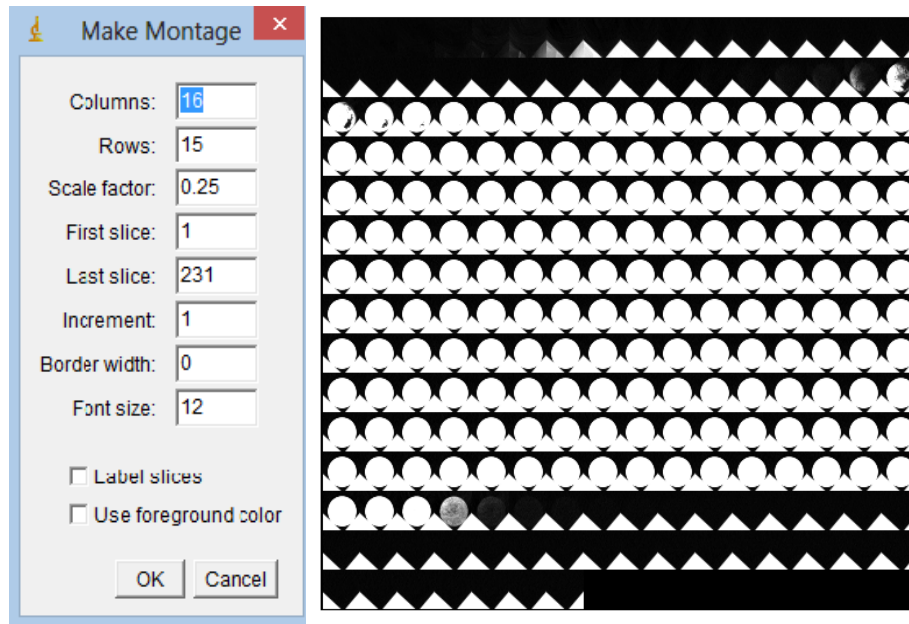 Make Montage
Columns: 16
Rows: 15
Scale factor: 0.25
First slice: 1
Last slice: 231
Increment: 1
Border width: 0
Font size: 12
Label slices
Use foreground color
OK Cancel